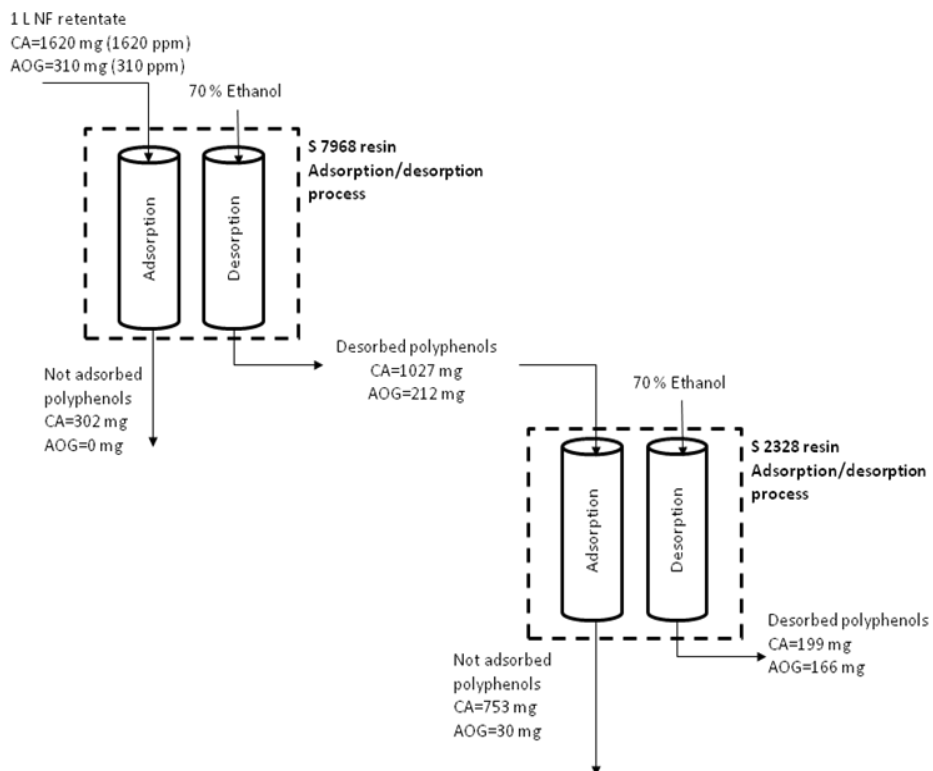 1 L NF retentate
CA=1620 mg (1620 ppm)
AOG=310 mg (310 ppm)
70 % Ethanol
S 7968 resin
Adsorption/desorption
process
Adsorption
Desorption
Not adsorbed
polyphenols
CA=302 mg
AOG=0 mg
Desorbed polyphenols
CA=1027 mg
AOG=212 mg
70 % Ethanol
S 2328 resin
Adsorption/desorption
process
Adsorption
Desorption
Not adsorbed
polyphenols
CA=753 mg
AOG=30 mg
Desorbed polyphenols
CA=199 mg
AOG=166 mg